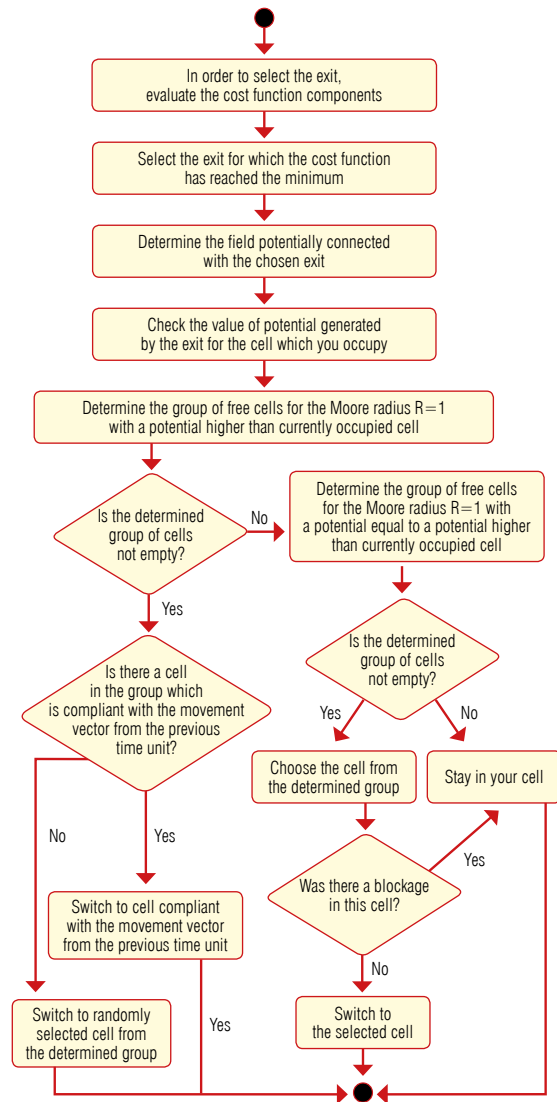 In order to select the exit,
evaluate the cost function components
Select the exit for which the cost function
has reached the minimum
Determine the field potentially connected
with the chosen exit
Check the value of potential generated
by the exit for the cell which you occupy
Determine the group of free cells for the Moore radius R=1
with a potential higher than currently occupied cell
Is the determined
group of cells
not empty?
No
Determine the group of free cells
for the Moore radius R=1 with
a potential equal to a potential higher
than currently occupied cell
Yes
Is there a cell
in the group which
is compliant with the movement
vector from the previous
time unit?
Is the determined
group of cells
not empty?
Yes
No
Choose the cell from
the determined group
Stay in your cell
No
Yes
Was there a blockage
in this cell?
Yes
Switch to cell compliant
with the movement vector
from the previous time unit
No
Switch to randomly
selected cell from
the determined group
Yes
Switch to
the selected cell